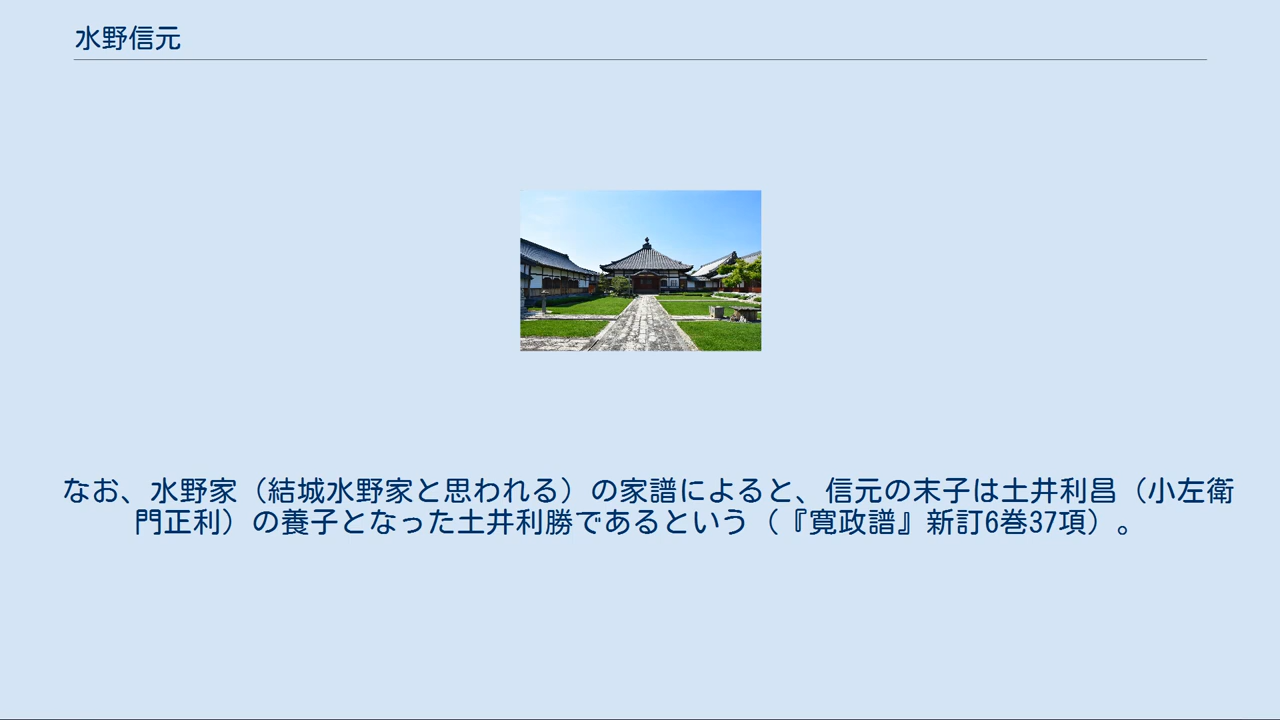 水野信元
なお、水野家（結城水野家と思われる）の家譜によると、信元の末子は土井利昌（小左衛
門正利）の養子となった土井利勝であるという（『寛政譜』新訂6巻37項）。